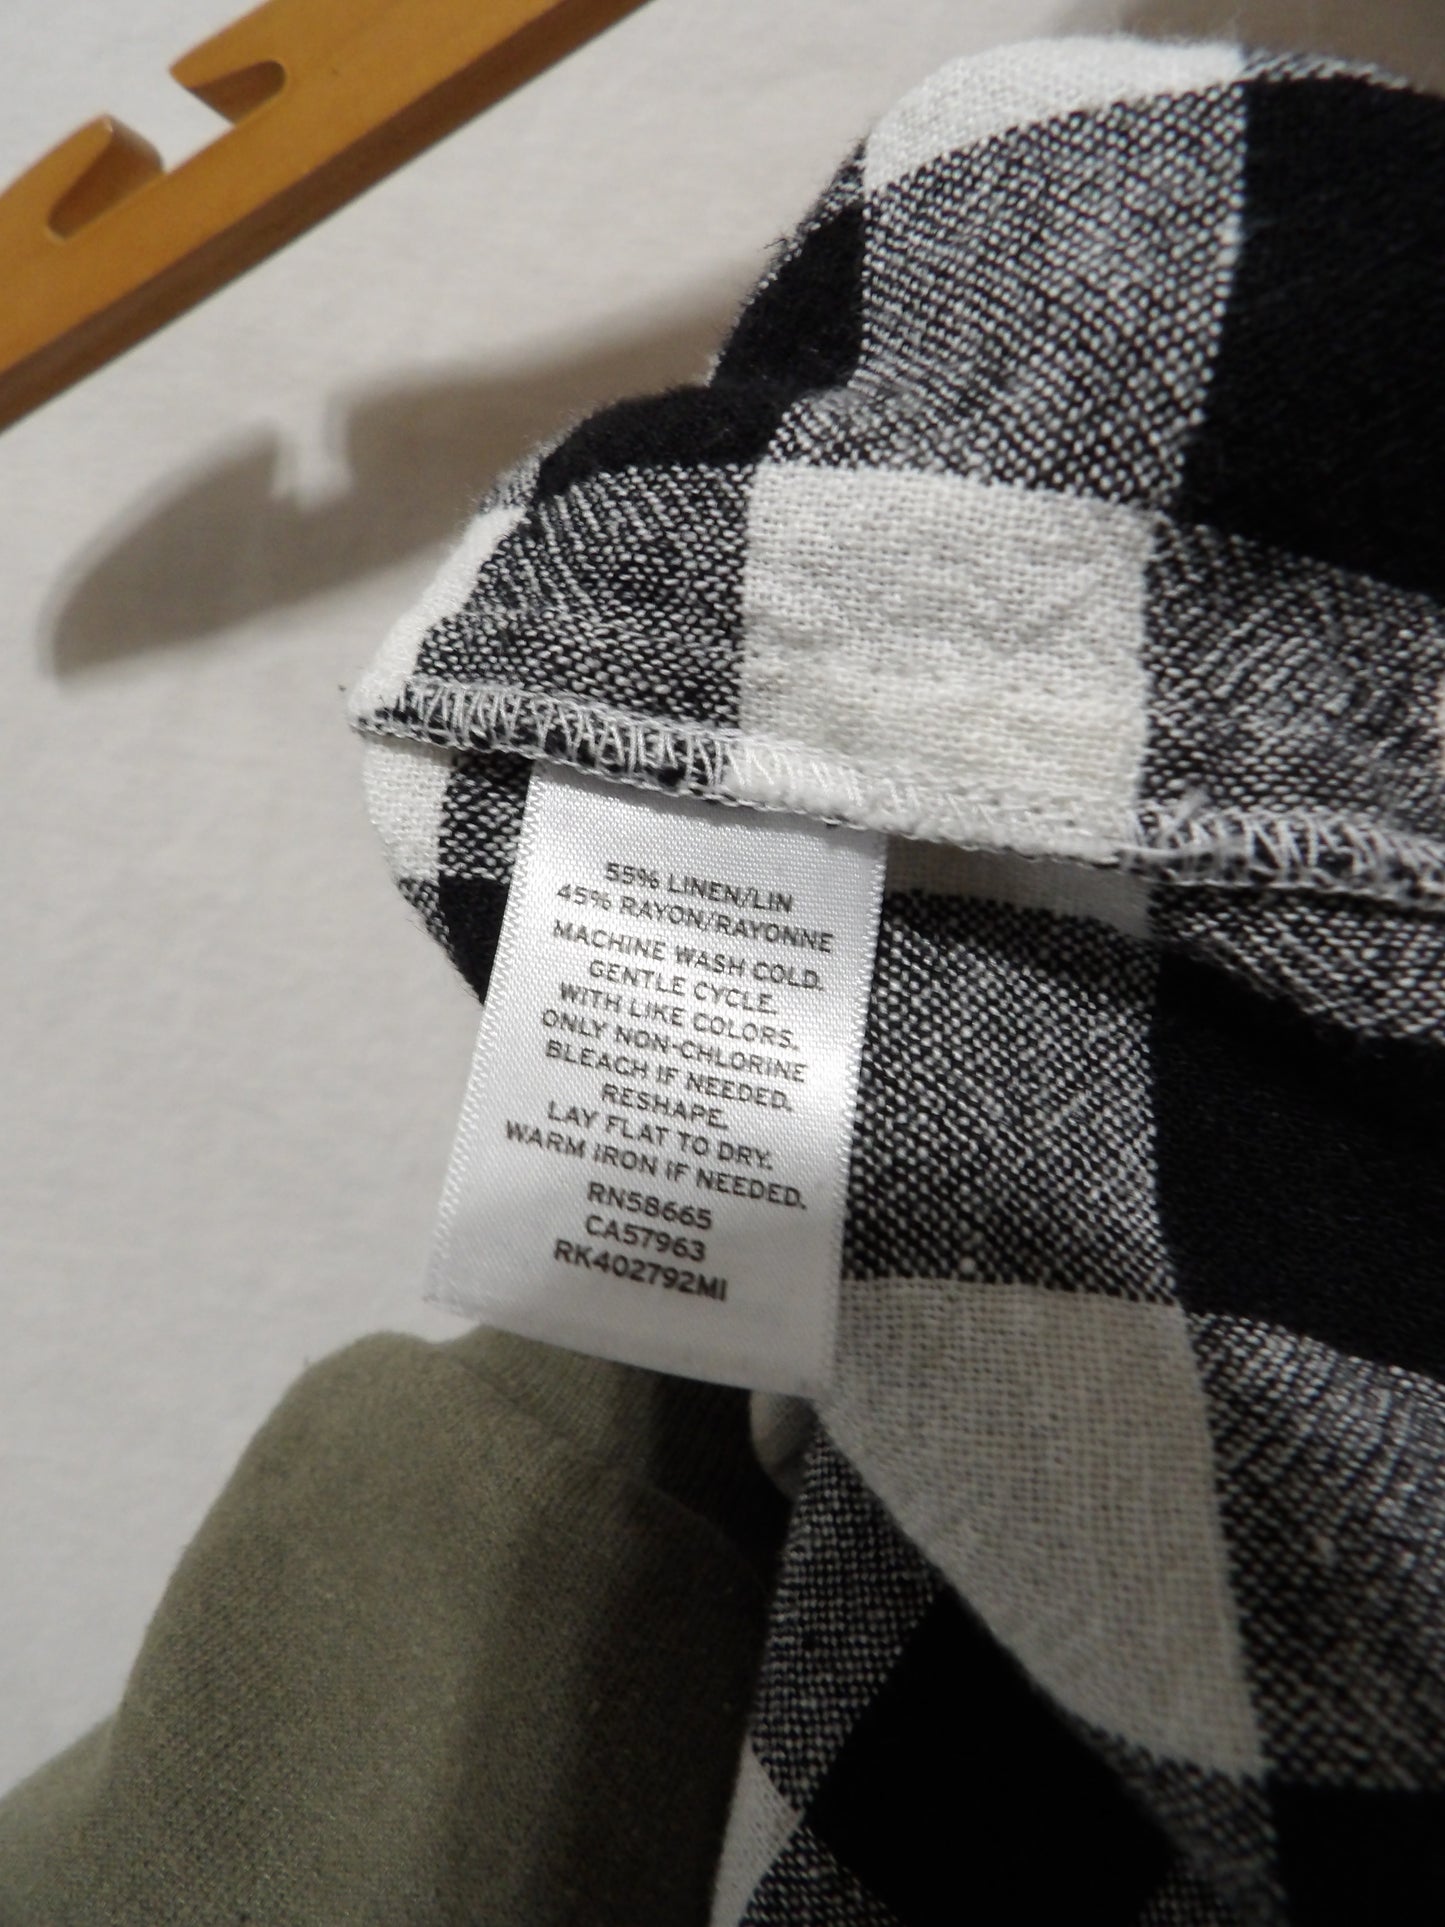 55% LINEN/LIN
45% RAYON/RAYONNE
MACHINE WASH COLD.
GENTLE CYCLE.
WITH LIKE COLORS.
ONLY NON-CHLORINE
BLEACH IF NEEDED.
RESHAPE.
LAY FLAT TO DRY.
WARM IRON IF NEEDED.
RN58665
CA57963
RK402792MI